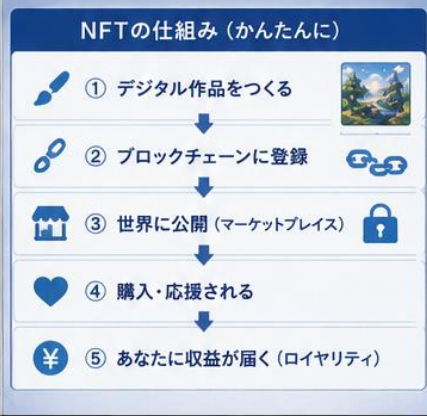 NFTの仕組み（かんたんに）
① デジタル作品をつくる
② ブロックチェーンに登録
③ 世界に公開（マーケットプレイス）
④ 購入・応援される
¥
⑤ あなたに収益が届く（ロイヤリティ）